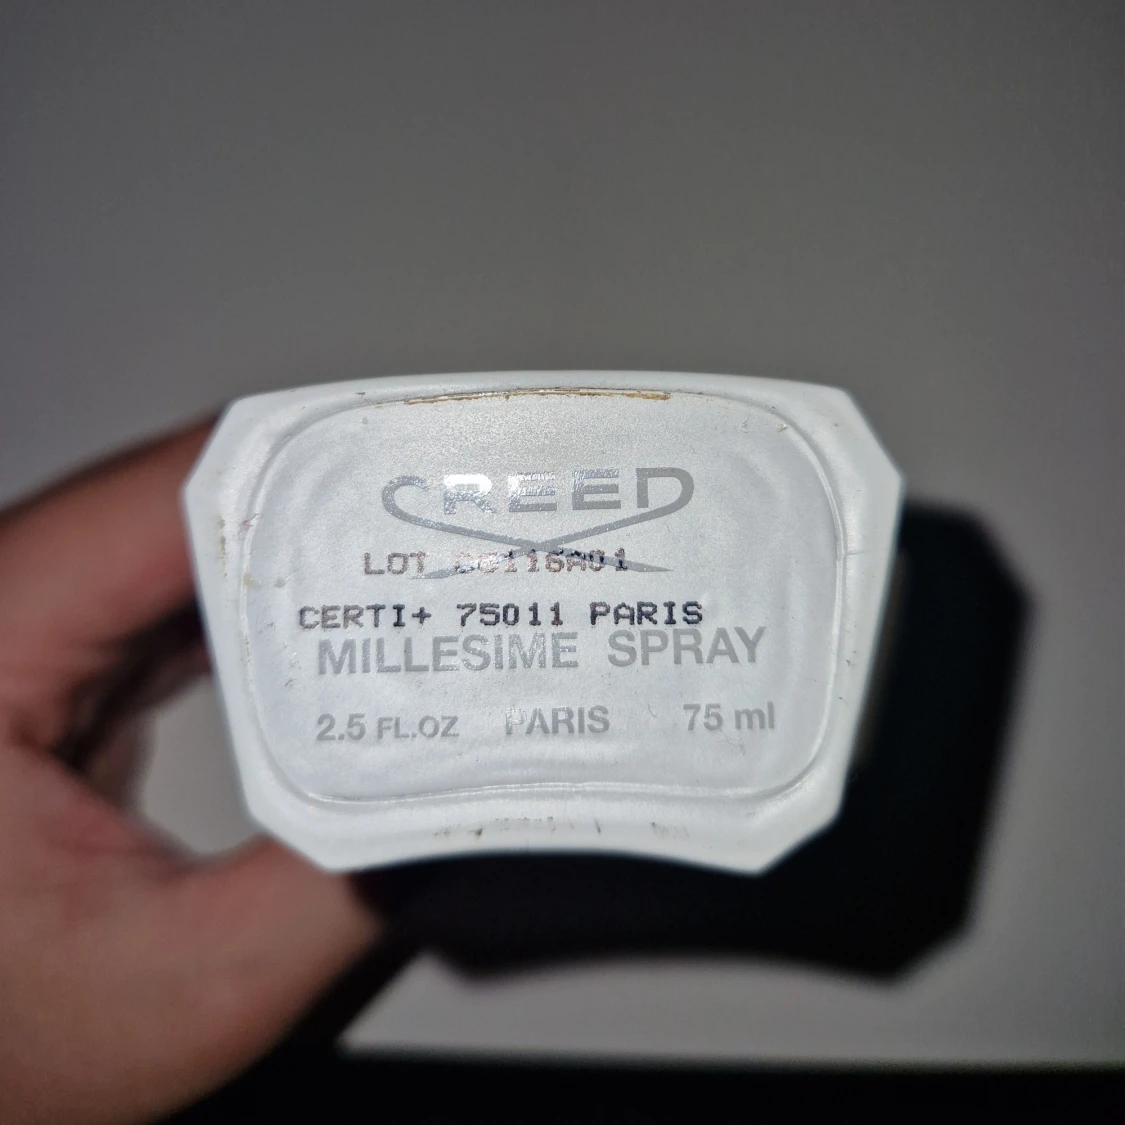 CREED
LOT
CERTI+ 75011 PARIS
MILLESIME SPRAY
2.5 FL.OZ PARIS 75 ml